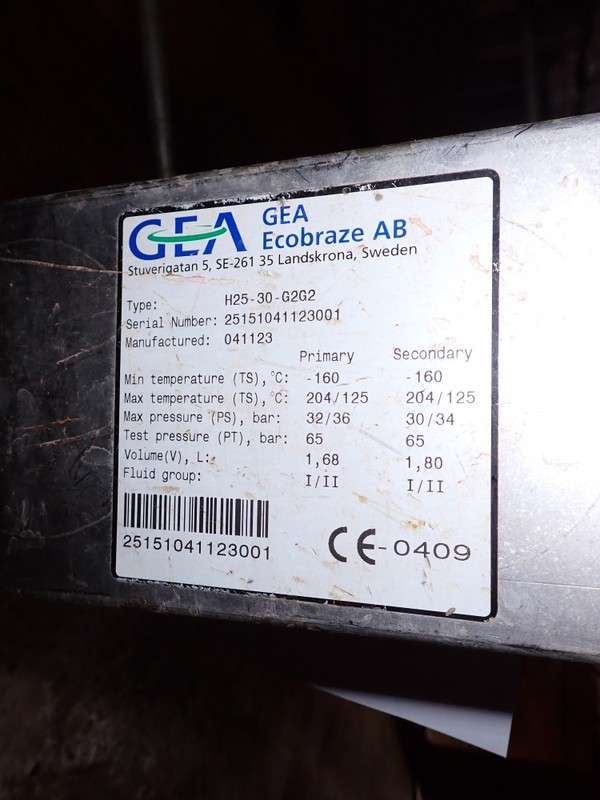 GEA GEA
Ecobraze AB
Stuverigatan 5, SE-261 35 Landskrona, Sweden
Type: H25-30-G2G2
Serial Number: 25151041123001
Manufactured: 041123
Primary Secondary
Min temperature (TS), °C: -160 -160
Max temperature (TS), °C: 204/125 204/125
Max pressure (PS), bar: 32/36 30/34
Test pressure (PT), bar: 65 65
Volume(V), L: 1,68 1,80
Fluid group: I/II I/II
25151041123001
CE-0409